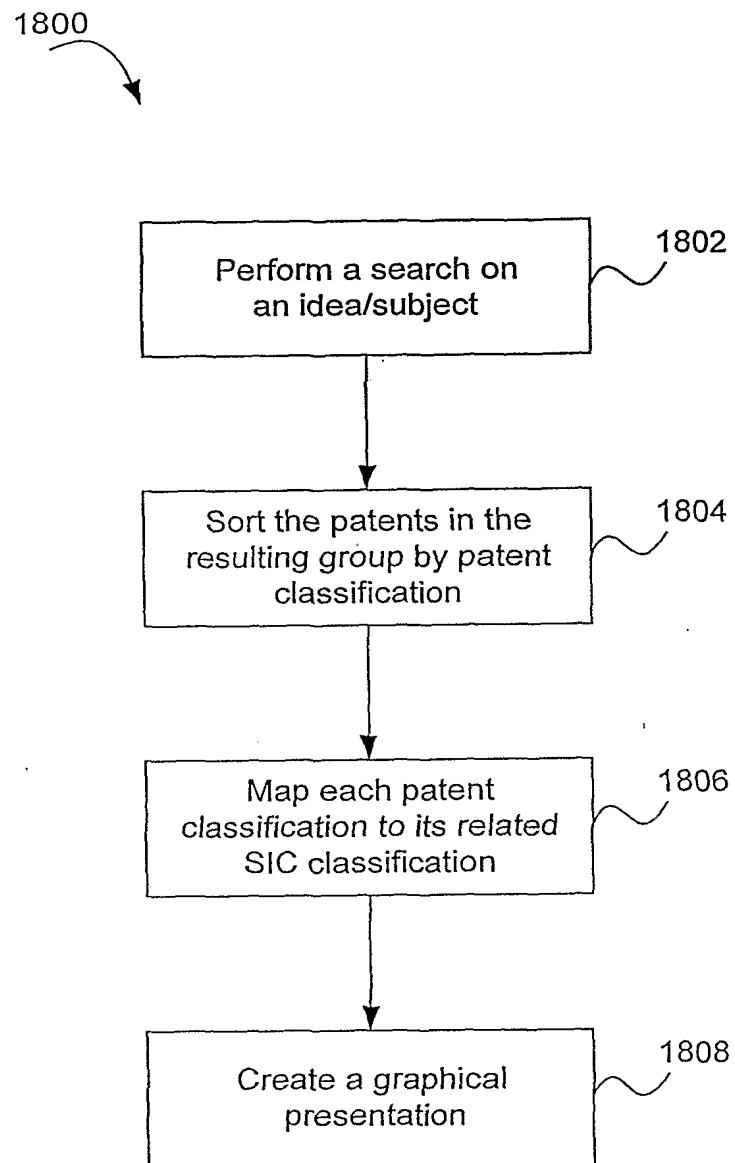 1800
Perform a search on
an idea/subject
1802
Sort the patents in the
resulting group by patent
classification
1804
Map each patent
classification to its related
SIC classification
1806
Create a graphical
presentation
1808